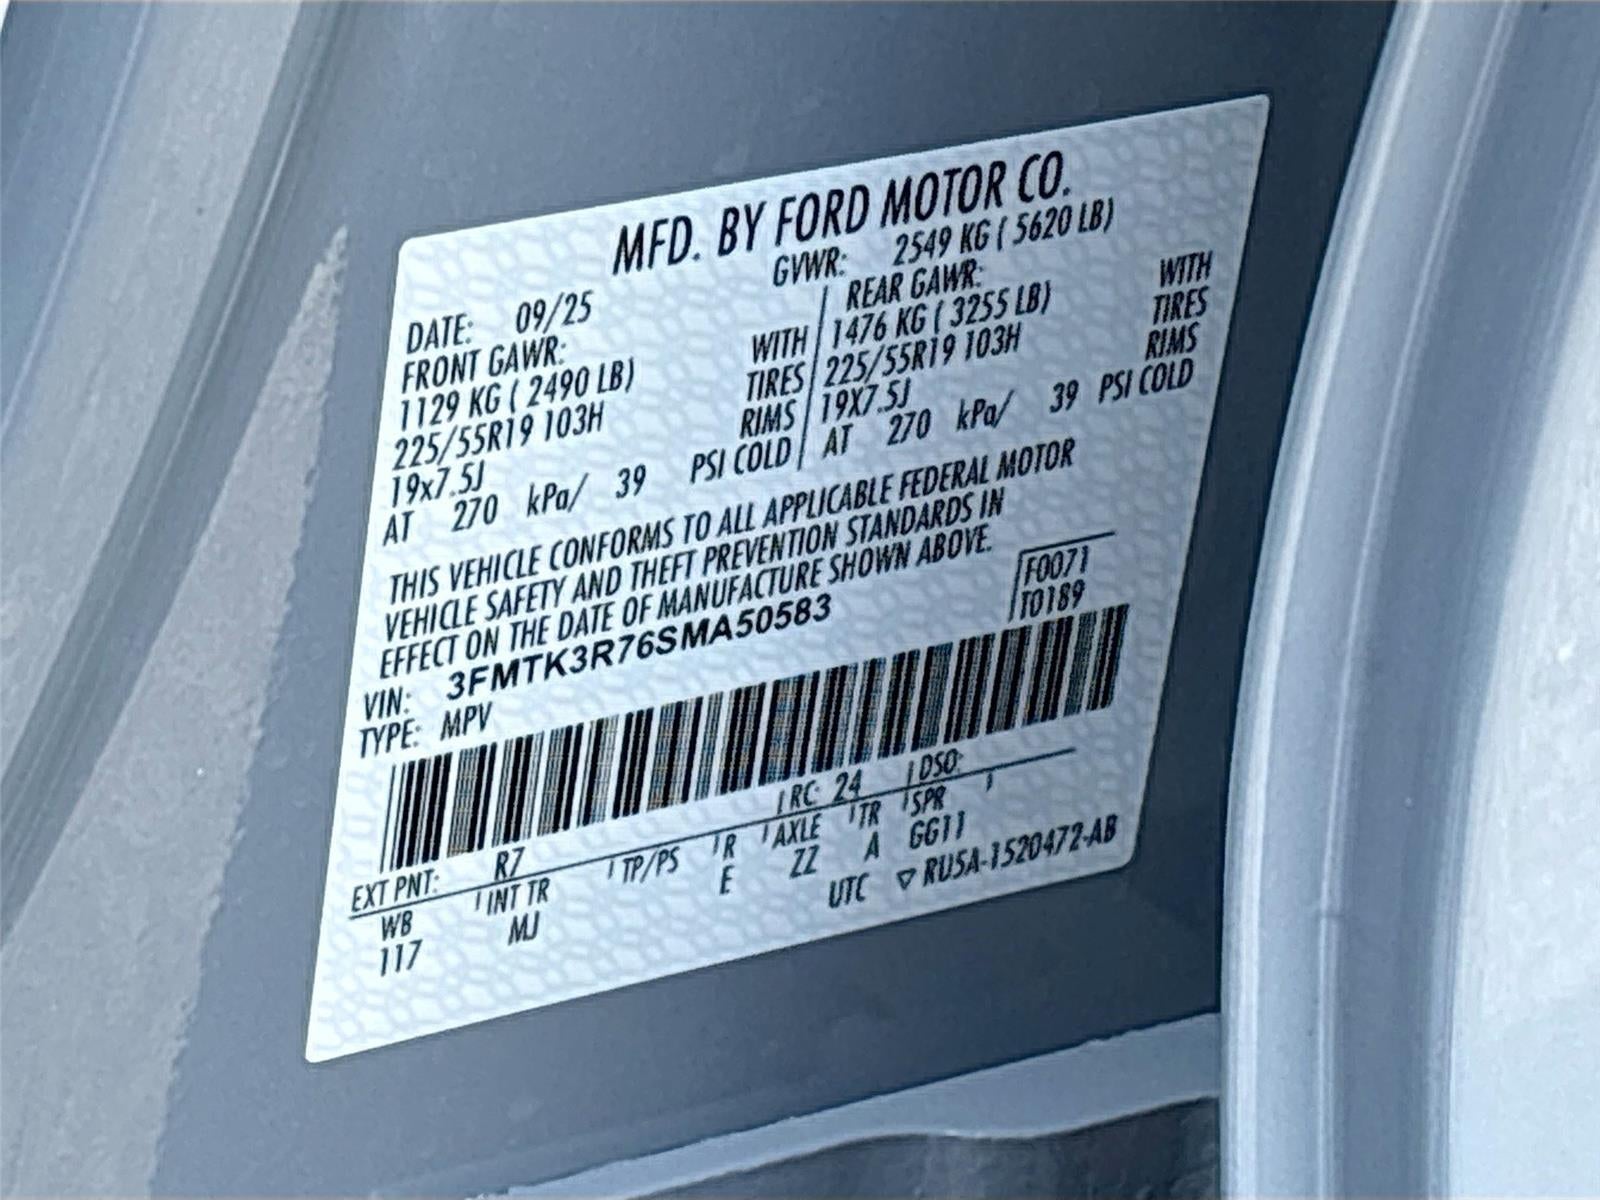 MFD. BY FORD MOTOR CO.
DATE: 09/25 GVWR: 2549 KG ( 5620 LB)
FRONT GAWR: REAR GAWR:
1129 KG ( 2490 LB) WITH 1476 KG ( 3255 LB) WITH
225/55R19 103H TIRES 225/55R19 103H TIRES
19x7.5J RIMS 19X7.5J RIMS
AT 270 kPa/ 39 PSI COLD AT 270 kPa/ 39 PSI COLD
THIS VEHICLE CONFORMS TO ALL APPLICABLE FEDERAL MOTOR
VEHICLE SAFETY AND THEFT PREVENTION STANDARDS IN
EFFECT ON THE DATE OF MANUFACTURE SHOWN ABOVE.
VIN: 3FMTK3R76SMA50583 F0071
TYPE: MPV T0189
EXT PNT: R7 RC: 24 DSO:
WB INT TR TP/PS R AXLE TR SPR
117 MJ E ZZ A GG11
UTC ▽ RU5A-1520472-AB